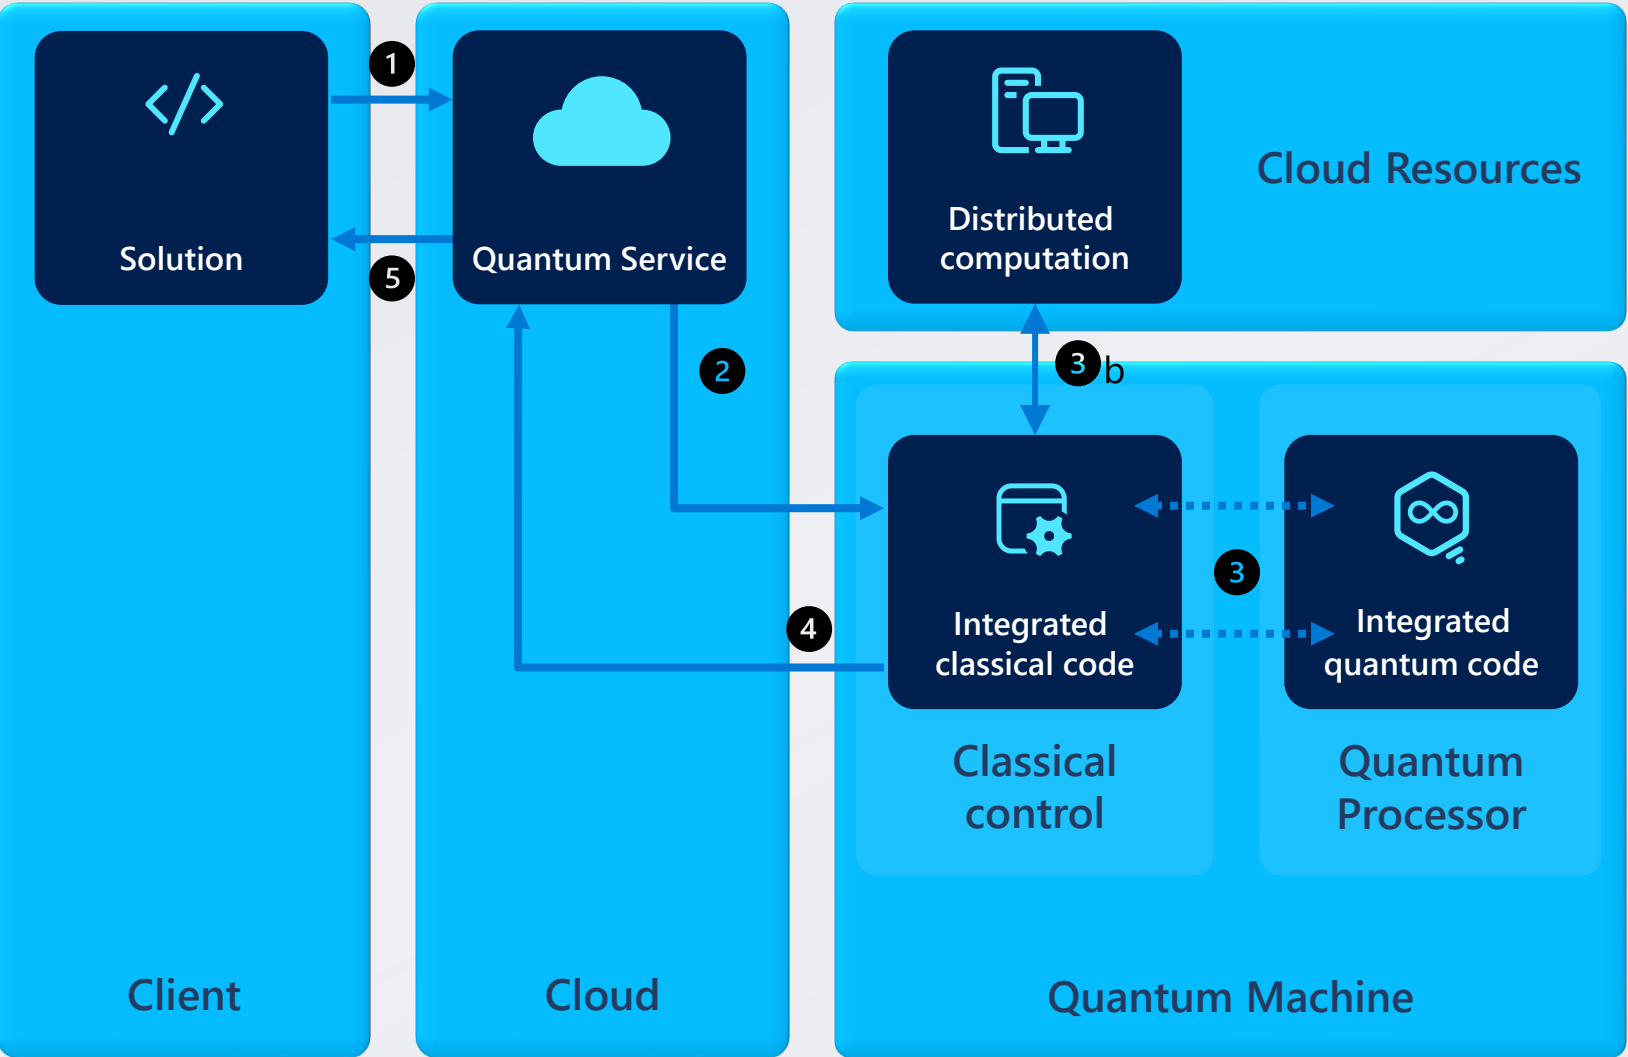 1
Solution
5
Quantum Service
2
Distributed
computation
Cloud Resources
3 b
Integrated
classical code
3
Integrated
quantum code
4
Classical
control
Quantum
Processor
Client
Cloud
Quantum Machine